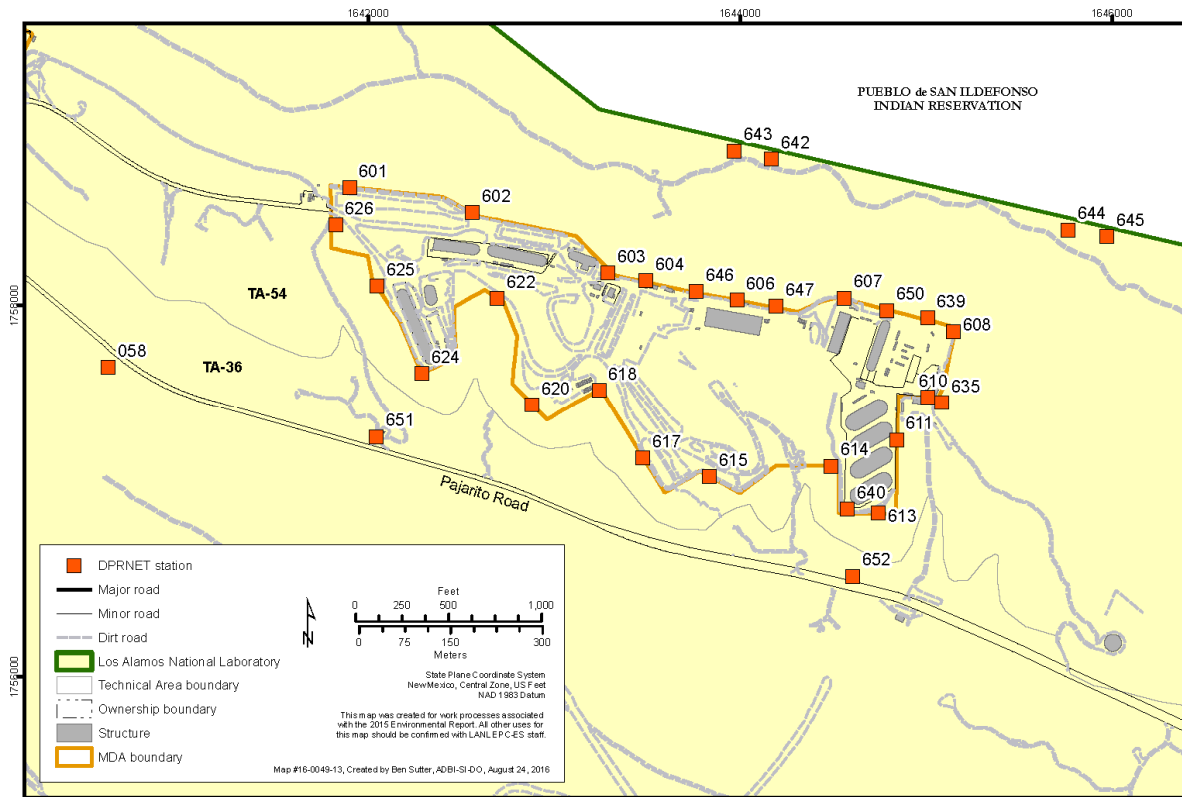 1642000
1644000
1646000
PUEBLO de SAN ILDEFONSO
INDIAN RESERVATION
643
642
601
602
626
644
645
603
604
625
622
646
606
647
607
650
639
608
1758000
TA-54
058
TA-36
624
620
618
610
635
611
651
617
615
614
640
613
Pajarito Road
652
1756000
DPRNET station
Major road
Minor road
Dirt road
Los Alamos National Laboratory
Technical Area boundary
Ownership boundary
Structure
MDA boundary
N
Feet
0 250 500 1,000
0 75 150 300
Meters
State Plane Coordinate System
New Mexico, Central Zone, US Feet
NAD 1983 Datum
This map was created for work processes associated
with the 2015 Environmental Report. All other uses for
this map should be confirmed with LANL EPC-ES staff.
Map #16-0049-13, Created by Ben Sutter, ADBI-SI-DO, August 24, 2016